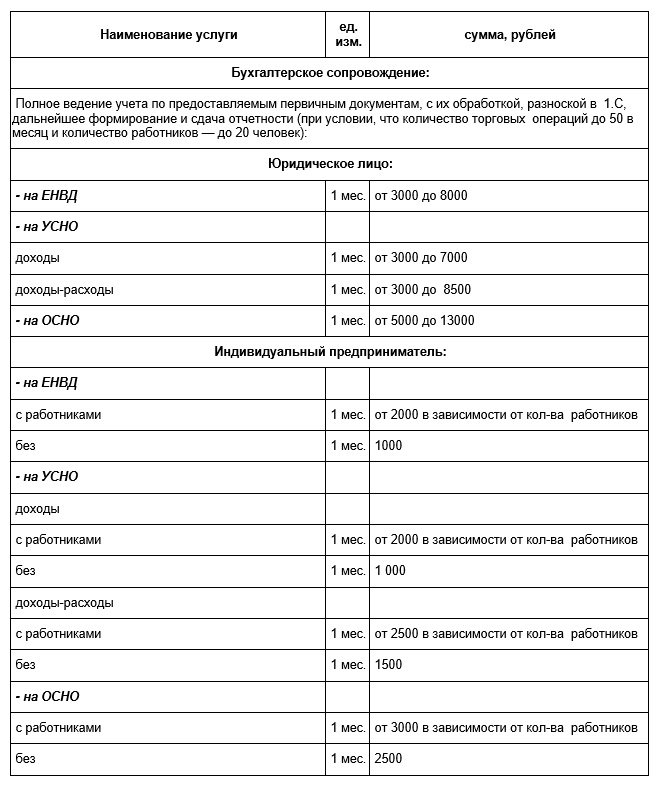 Наименование услуги ед. изм. сумма, рублей
Бухгалтерское сопровождение:
Полное ведение учета по предоставляемым первичным документам, с их обработкой, разноской в 1.С,
дальнейшее формирование и сдача отчетности (при условии, что количество торговых операций до 50 в
месяц и количество работников — до 20 человек):
Юридическое лицо:
- на ЕНВД 1 мес. от 3000 до 8000
- на УСНО
доходы 1 мес. от 3000 до 7000
доходы-расходы 1 мес. от 3000 до 8500
- на ОСНО 1 мес. от 5000 до 13000
Индивидуальный предприниматель:
- на ЕНВД
с работниками 1 мес. от 2000 в зависимости от кол-ва работников
без 1 мес. 1000
- на УСНО
доходы
с работниками 1 мес. от 2000 в зависимости от кол-ва работников
без 1 мес. 1 000
доходы-расходы
с работниками 1 мес. от 2500 в зависимости от кол-ва работников
без 1 мес. 1500
- на ОСНО
с работниками 1 мес. от 3000 в зависимости от кол-ва работников
без 1 мес. 2500